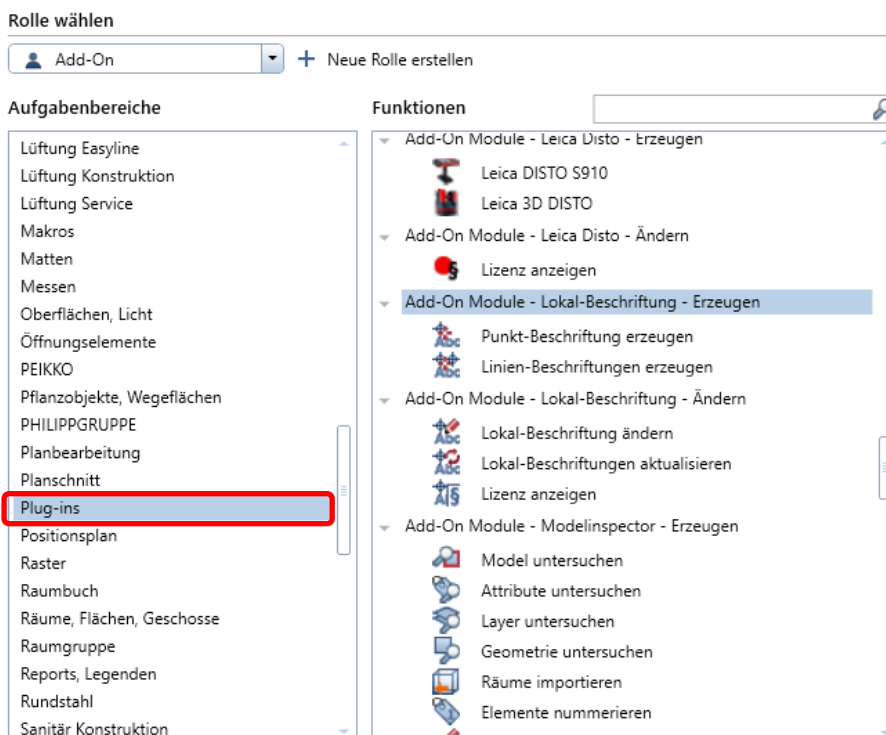 Rolle wählen
Add-On
Neue Rolle erstellen
Aufgabenbereiche
Lüftung Easyline
Lüftung Konstruktion
Lüftung Service
Makros
Matten
Messen
Oberflächen, Licht
Öffnungselemente
PEIKKO
Pflanzobjekte, Wegeflächen
PHILIPPGRUPPE
Planbearbeitung
Planschnitt
Plug-ins
Positionsplan
Raster
Raumbuch
Räume, Flächen, Geschosse
Raumgruppe
Reports, Legenden
Rundstahl
Sanitär Konstruktion
Funktionen
Add-On Module - Leica Disto - Erzeugen
Leica DISTO S910
Leica 3D DISTO
Add-On Module - Leica Disto - Ändern
Lizenz anzeigen
Add-On Module - Lokal-Beschriftung - Erzeugen
Punkt-Beschriftung erzeugen
Linien-Beschriftungen erzeugen
Add-On Module - Lokal-Beschriftung - Ändern
Lokal-Beschriftung ändern
Lokal-Beschriftungen aktualisieren
Lizenz anzeigen
Add-On Module - Modelinspector - Erzeugen
Model untersuchen
Attribute untersuchen
Layer untersuchen
Geometrie untersuchen
Räume importieren
Elemente nummerieren